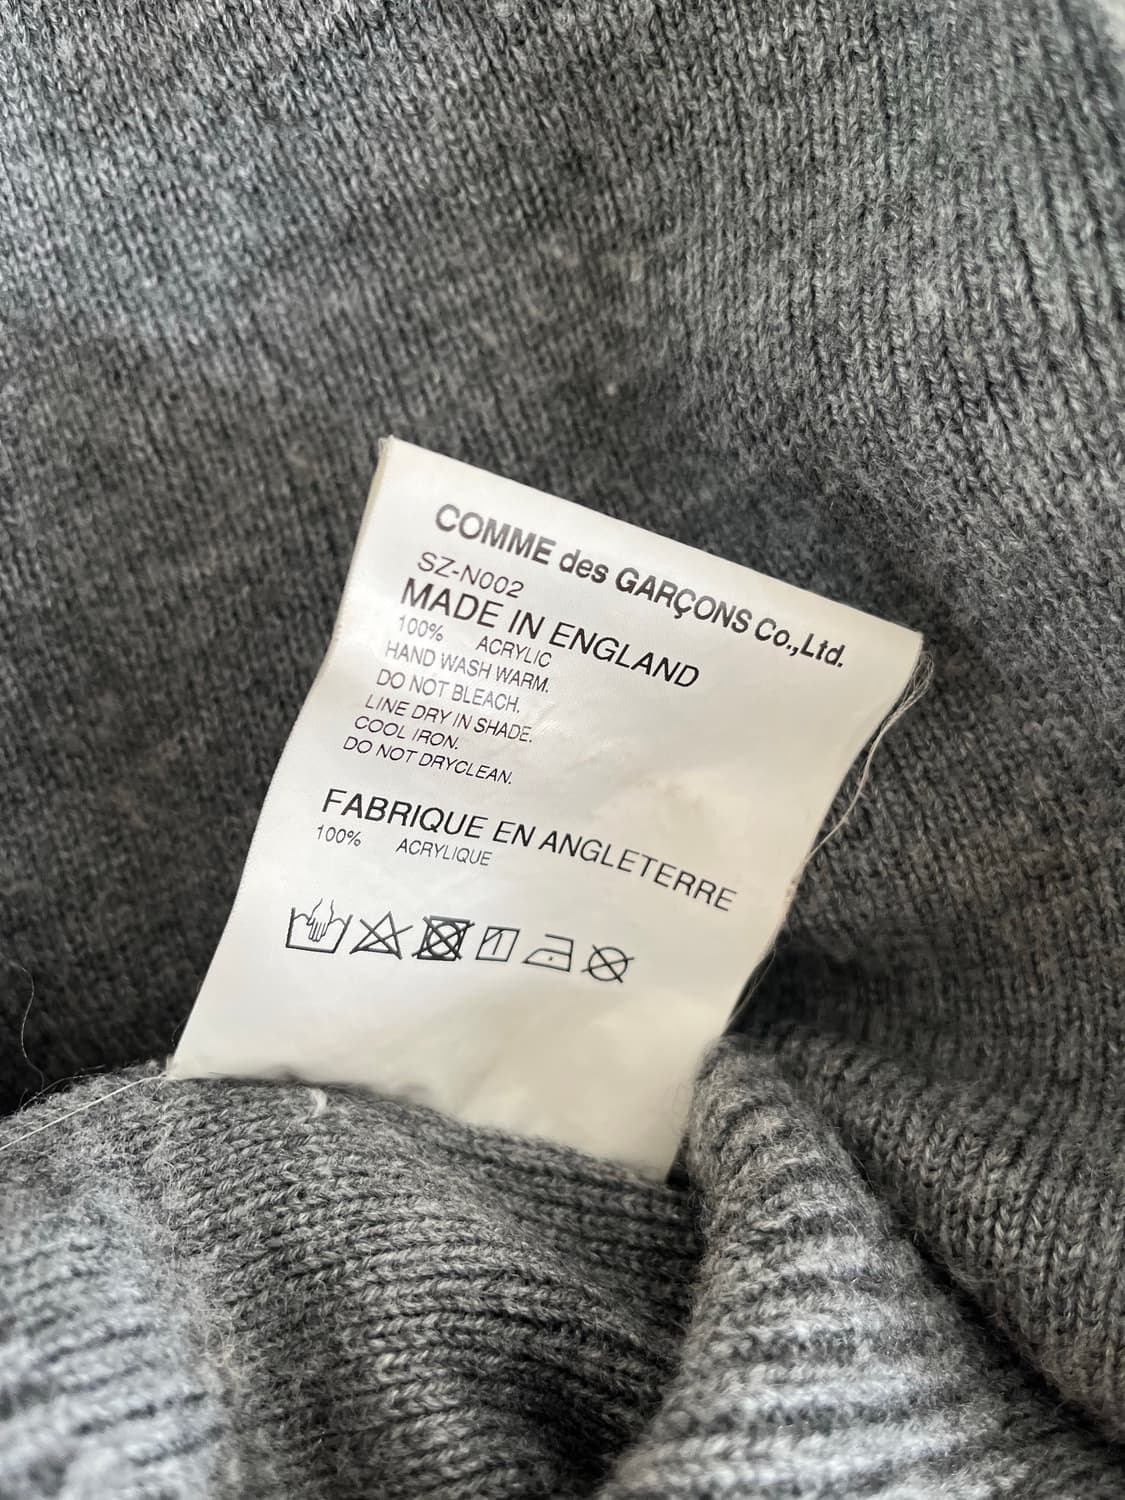 COMME des GARÇONS Co.,Ltd.
SZ-N002
MADE IN ENGLAND
100% ACRYLIC
HAND WASH WARM.
DO NOT BLEACH.
LINE DRY IN SHADE.
COOL IRON.
DO NOT DRYCLEAN.
FABRIQUE EN ANGLETERRE
100% ACRYLIQUE